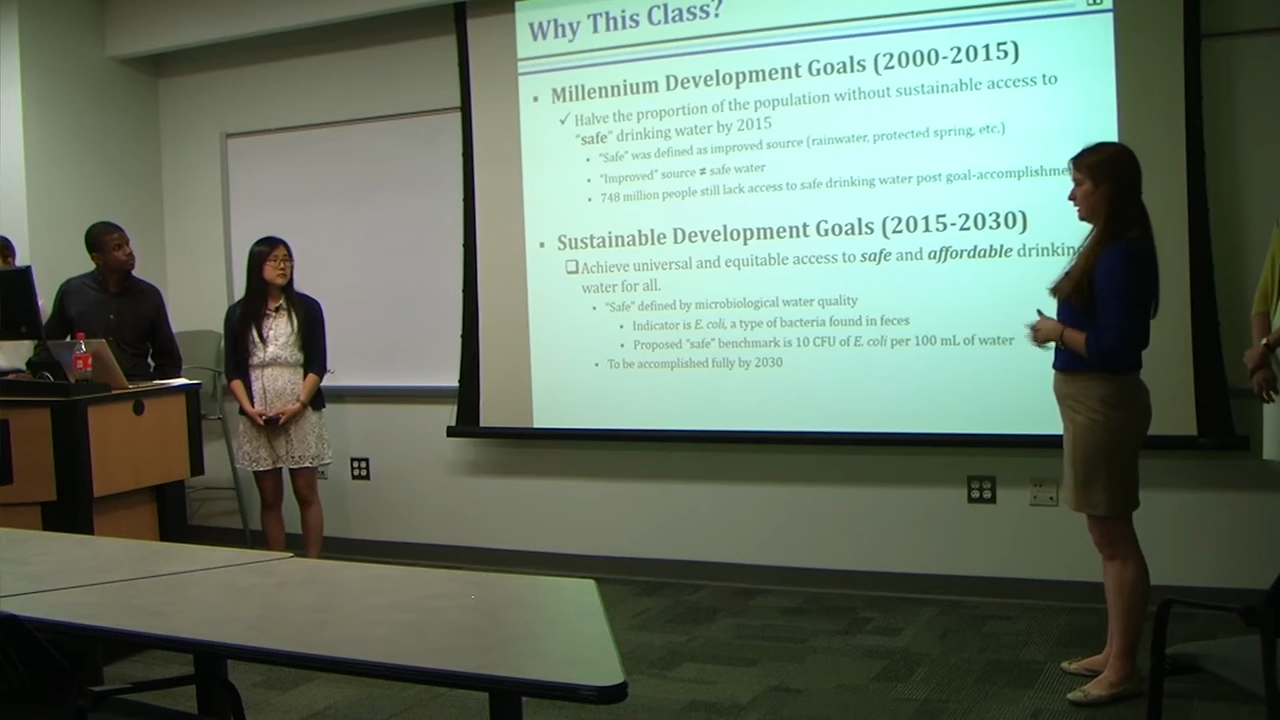 Why This Class?
▪ Millennium Development Goals (2000-2015)
✓ Halve the proportion of the population without sustainable access to
"safe" drinking water by 2015
• "Safe" was defined as improved source (rainwater, protected spring, etc.)
• "Improved" source ≠ safe water
• 748 million people still lack access to safe drinking water post goal-accomplishme
▪ Sustainable Development Goals (2015-2030)
❑ Achieve universal and equitable access to safe and affordable drinking
water for all.
• "Safe" defined by microbiological water quality
• Indicator is E. coli, a type of bacteria found in feces
• Proposed "safe" benchmark is 10 CFU of E. coli per 100 mL of water
• To be accomplished fully by 2030